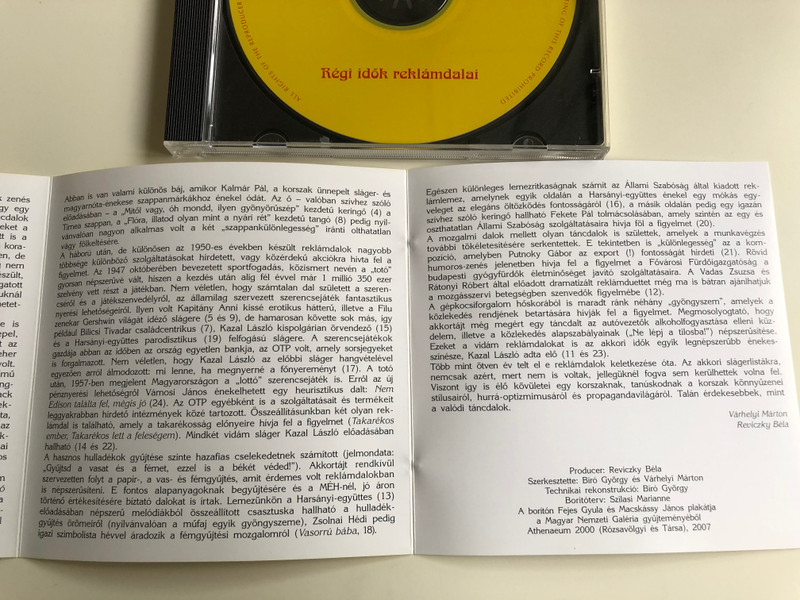 ALL RIGHTS OF THE REPRODUCER
ING OF THIS RECORD PROHIBITED
Régi idők reklámdalai
Abban is van valami különös báj, amikor Kalmár Pál, a korszak ünnepelt sláger- és
magyarnóta-énekese szappanmárkákhoz énekel ódát. Az ő – valóban szívhez szóló
előadásában – a „Mitől vagy, óh mondd, ilyen gyönyörűszép" kezdetű keringő (4) a
Timea szappan, a „Flóra, illatod olyan mint a nyári rét" kezdetű tangó (8) pedig nyil-
vánvalóan nagyon alkalmas volt a két „szappankülönlegesség" iránti olthatatlan
vágy fölkeltésére.
A háború után, de különösen az 1950-es években készült reklámdalok nagyobb
többsége különböző szolgáltatásokat hirdetett, vagy közérdekű akciókra hívta fel a
figyelmet. Az 1947 októberében bevezetett sportfogadás, közismert nevén a „totó"
gyorsan népszerűvé vált, hiszen a kezdés után alig fél évvel már 1 millió 350 ezer
szelvény vett részt a játékban. Nem véletlen, hogy számtalan dal született a szeren-
cséről és a játékszenvedélyről, az államilag szervezett szerencsejáték fantasztikus
nyerési lehetőségeiről. Ilyen volt Kapitány Anni kissé erotikus hátterű, illetve a Filu
zenekar Gershwin világát idéző slágere (5 és 9), de hamarosan követte sok más, így
például Bilicsi Tivadar családcentrikus (7), Kazal László kispolgárian örvendező (15)
és a Harsányi-együttes parodisztikus (19) felfogású slágere. A szerencsejátékok
gazdája abban az időben az ország egyetlen bankja, az OTP volt, amely sorsjegyeket
is forgalmazott. Nem véletlen, hogy Kazal László az előbbi sláger hangvételével
egyezően arról álmodozott: mi lenne, ha megnyerné a főnyereményt (17). A totó
után, 1957-ben megjelent Magyarországon a „lottó" szerencsejáték is. Erről az új
pénznyerési lehetőségről Vámosi János énekelhetett egy heurisztikus dalt: Nem
Edison találta fel, mégis jó (24). Az OTP egyébként is a szolgáltatásait és termékeit
leggyakrabban hirdető intézmények közé tartozott. Összeállításunkban két olyan rek-
lámdal is található, amely a takarékosság előnyeire hívja fel a figyelmet (Takarékos
ember, Takarékos lett a feleségem). Mindkét vidám sláger Kazal László előadásában
hallható (14 és 22).
A hasznos hulladékok gyűjtése szinte hazafias cselekedetnek számított (jelmondata:
„Gyűjtsd a vasat és a fémet, ezzel is a békét véded!"). Akkortájt rendkívül
szervezetten folyt a papír-, a vas- és fémgyűjtés, amit érdemes volt reklámdalokban
is népszerűsíteni. E fontos alapanyagoknak begyűjtésére és a MÉH-nél, jó áron
történő értékesítésére biztató dalokat is írtak. Lemezünkön a Harsányi-együttes (13)
előadásában népszerű melódiákból összeállított csasztuska hallható a hulladék-
gyűjtés örömeiről (nyilvánvalóan a műfaj egyik gyöngyszeme), Zsolnai Hédi pedig
igazi szimbolista hévvel áradozik a fémgyűjtési mozgalomról (Vasorrú bába, 18).
Egészen különleges lemezritkaságnak számít az Állami Szabóság által kiadott rek-
lámlemez, amelynek egyik oldalán a Harsányi-együttes énekel egy mókás egy-
veleget az elegáns öltözködés fontosságáról (16), a másik oldalán pedig egy igazán
szívhez szóló keringő hallható Fekete Pál tolmácsolásában, amely szintén az egy és
oszthatatlan Állami Szabóság szolgáltatásaira hívja föl a figyelmet (20).
A mozgalmi dalok mellett olyan táncdalok is születtek, amelyek a munkavégzés
további tökéletesítésére serkentettek. E tekintetben is „különlegesség" az a kom-
pozíció, amelyben Putnoky Gábor az export (!) fontosságát hirdeti (21). Rövid
humoros-zenés jelenetben hívja fel a figyelmet a Fővárosi Fürdőigazgatóság a
budapesti gyógyfürdők életminőséget javító szolgáltatásaira. A Vadas Zsuzsa és
Rátonyi Róbert által előadott dramatizált reklámduettet még ma is bátran ajánlhatjuk
a mozgásszervi betegségben szenvedők figyelmébe (12).
A gépkocsiforgalom hőskorából is maradt ránk néhány „gyöngyszem", amelyek a
közlekedés rendjének betartására hívják fel a figyelmet. Megmosolyogtató, hogy
akkortájt még megért egy táncdalt az autóvezetők alkoholfogyasztása elleni küz-
delem, illetve a közlekedés alapszabályainak („Ne lépj a tilosba!") népszerűsítése.
Ezeket a vidám reklámdalokat is az akkori idők egyik legnépszerűbb énekes-
színésze, Kazal László adta elő (11 és 23).
Több mint ötven év telt el e reklámdalok keletkezése óta. Az akkori slágerlistákra,
nemcsak azért, mert nem is voltak, jellegüknél fogva sem kerülhettek volna fel.
Viszont így is élő kövületei egy korszaknak, tanúskodnak a korszak könnyűzenei
stílusairól, hurrá-optimizmusáról és propagandavilágáról. Talán érdekesebbek, mint
a valódi táncdalok.
Várhelyi Márton
Reviczky Béla
Producer: Reviczky Béla
Szerkesztette: Bíró György és Várhelyi Márton
Technikai rekonstrukció: Bíró György
Borítóterv: Szilasi Marianne
A borítón Fejes Gyula és Macskássy János plakátja
a Magyar Nemzeti Galéria gyűjteményéből
Athenaeum 2000 (Rózsavölgyi és Társa), 2007